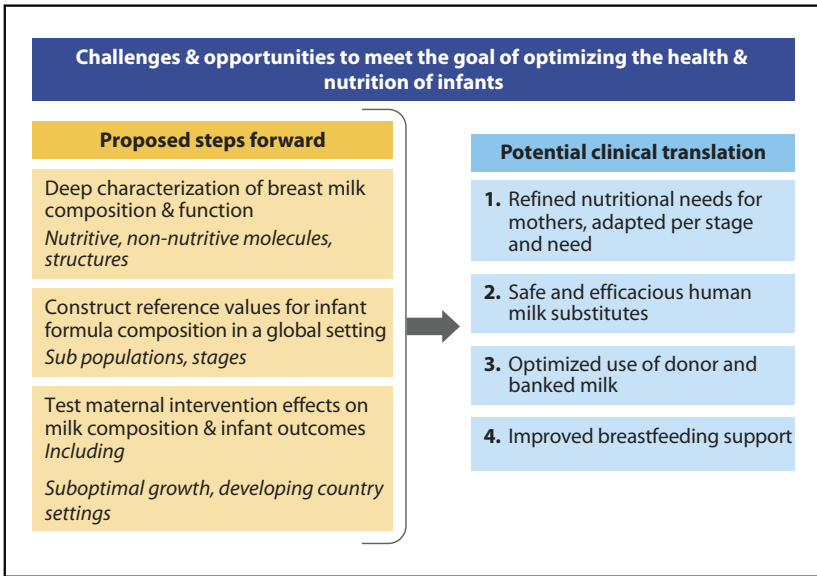 Challenges & opportunities to meet the goal of optimizing the health &
nutrition of infants
Proposed steps forward
Deep characterization of breast milk
composition & function
Nutritive, non-nutritive molecules,
structures
Construct reference values for infant
formula composition in a global setting
Sub populations, stages
Test maternal intervention effects on
milk composition & infant outcomes
Including
Suboptimal growth, developing country
settings
Potential clinical translation
1. Refined nutritional needs for
mothers, adapted per stage
and need
2. Safe and efficacious human
milk substitutes
3. Optimized use of donor and
banked milk
4. Improved breastfeeding support